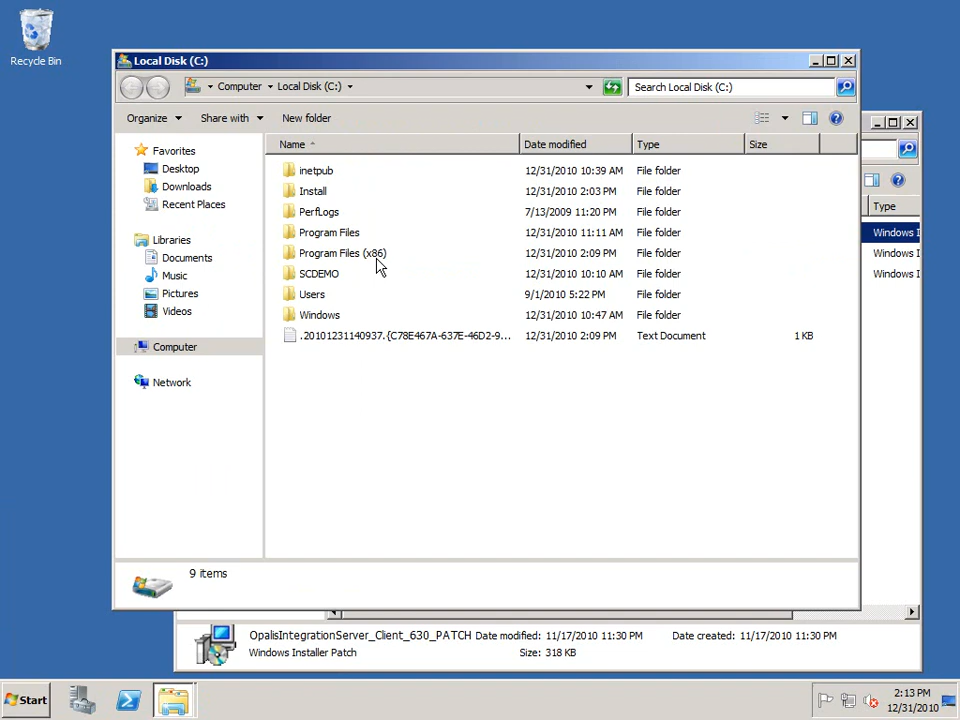 Recycle Bin
Local Disk (C:)
Computer
Local Disk (C:)
Search Local Disk (C:)
Organize
Share with
New folder
Favorites
Desktop
Downloads
Recent Places
Libraries
Documents
Music
Pictures
Videos
Computer
Network
Name
Date modified
Type
Size
inetpub 12/31/2010 10:39 AM File folder
Install 12/31/2010 2:03 PM File folder
PerfLogs 7/13/2009 11:20 PM File folder
Program Files 12/31/2010 11:11 AM File folder
Program Files (x86) 12/31/2010 2:09 PM File folder
SCDEMO 12/31/2010 10:10 AM File folder
Users 9/1/2010 5:22 PM File folder
Windows 12/31/2010 10:47 AM File folder
.20101231140937.{C78E467A-637E-46D2-9... 12/31/2010 2:09 PM Text Document 1 KB
9 items
Type
Windows I
Windows I
Windows I
OpalisIntegrationServer_Client_630_PATCH Date modified: 11/17/2010 11:30 PM Date created: 11/17/2010 11:30 PM
Windows Installer Patch Size: 318 KB
Start
2:13 PM
12/31/2010